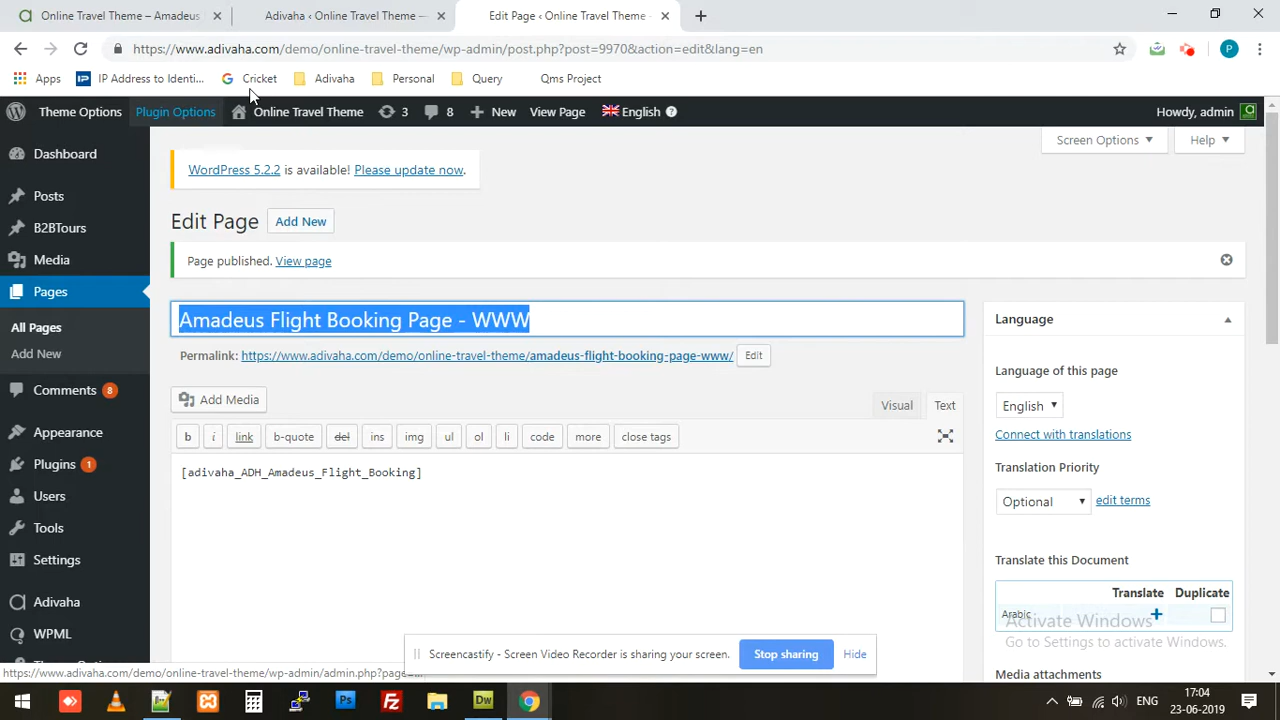 Online Travel Theme – Amadeus
Adivaha ‹ Online Travel Theme —
Edit Page ‹ Online Travel Theme -
https://www.adivaha.com/demo/online-travel-theme/wp-admin/post.php?post=9970&action=edit&lang=en
P
Apps
IP IP Address to Identi...
Cricket
Adivaha
Personal
Query
Qms Project
Theme Options
Plugin Options
Online Travel Theme
3
8
New
View Page
English
Howdy, admin
Screen Options
Help
WordPress 5.2.2 is available! Please update now.
Edit Page
Add New
Page published. View page
Amadeus Flight Booking Page - WWW
Permalink: https://www.adivaha.com/demo/online-travel-theme/amadeus-flight-booking-page-www/ Edit
Add Media
Visual
Text
b
i
link
b-quote
del
ins
img
ul
ol
li
code
more
close tags
[adivaha_ADH_Amadeus_Flight_Booking]
Dashboard
Posts
B2BTours
Media
Pages
All Pages
Add New
Comments 8
Appearance
Plugins 1
Users
Tools
Settings
Adivaha
WPML
Language
Language of this page
English
Connect with translations
Translation Priority
Optional
edit terms
Translate this Document
Translate Duplicate
Arabic
Activate Windows
Go to Settings to activate Windows.
Media attachments
Screencastify - Screen Video Recorder is sharing your screen.
Stop sharing
Hide
https://www.adivaha.com/demo/online-travel-theme/wp-admin/admin.php?page=...
Ps
Dw
ENG
17:04
23-06-2019